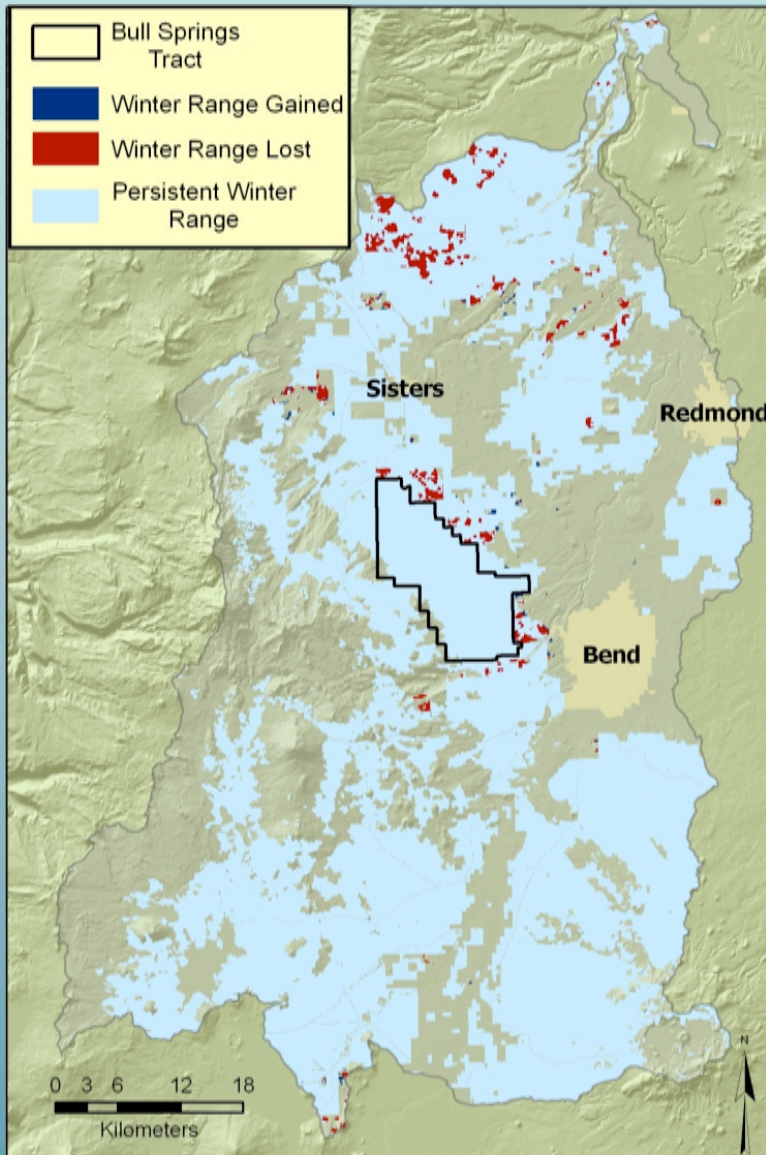 Bull Springs
Tract
Winter Range Gained
Winter Range Lost
Persistent Winter
Range
Sisters
Redmond
Bend
0 3 6 12 18
Kilometers
N